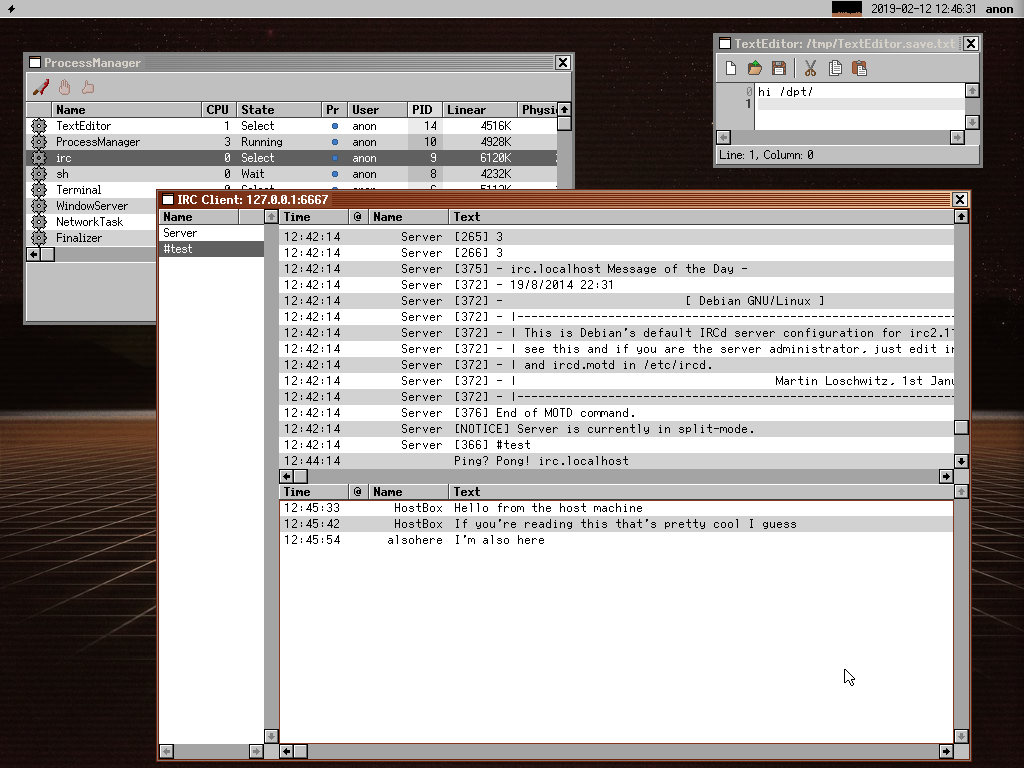 2019-02-12 12:46:31 anon
ProcessManager
Name CPU State Pr User PID Linear Physi
TextEditor 1 Select anon 14 4516K
ProcessManager 3 Running anon 10 4928K
irc 0 Select anon 9 6120K
sh 0 Wait anon 8 4232K
Terminal
WindowServer
NetworkTask
Finalizer
TextEditor: /tmp/TextEditor.save.txt
0 hi /dpt/
1
Line: 1, Column: 0
IRC Client: 127.0.0.1:6667
Name
Server
#test
Time @ Name Text
12:42:14 Server [265] 3
12:42:14 Server [266] 3
12:42:14 Server [375] - irc.localhost Message of the Day -
12:42:14 Server [372] - 19/8/2014 22:31
12:42:14 Server [372] - [ Debian GNU/Linux ]
12:42:14 Server [372] - |----------------------------------------------------------------
12:42:14 Server [372] - | This is Debian's default IRCd server configuration for irc2.1
12:42:14 Server [372] - | see this and if you are the server administrator, just edit
12:42:14 Server [372] - | and ircd.motd in /etc/ircd.
12:42:14 Server [372] - | Martin Loschwitz, 1st
12:42:14 Server [372] - |----------------------------------------------------------------
12:42:14 Server [376] End of MOTD command.
12:42:14 Server [NOTICE] Server is currently in split-mode.
12:42:14 Server [366] #test
12:44:14 Ping? Pong! irc.localhost
Time @ Name Text
12:45:33 HostBox Hello from the host machine
12:45:42 HostBox If you're reading this that's pretty cool I guess
12:45:54 alsohere I'm also here